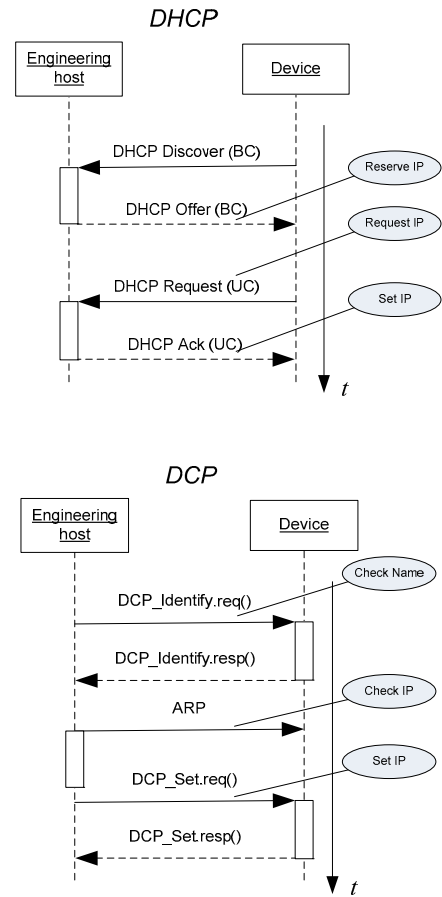 DHCP
Engineering
host
Device
DHCP Discover (BC)
Reserve IP
DHCP Offer (BC)
Request IP
DHCP Request (UC)
Set IP
DHCP Ack (UC)
t
DCP
Engineering
host
Device
Check Name
DCP_Identify.req()
DCP_Identify.resp()
Check IP
ARP
Set IP
DCP_Set.req()
DCP_Set.resp()
t